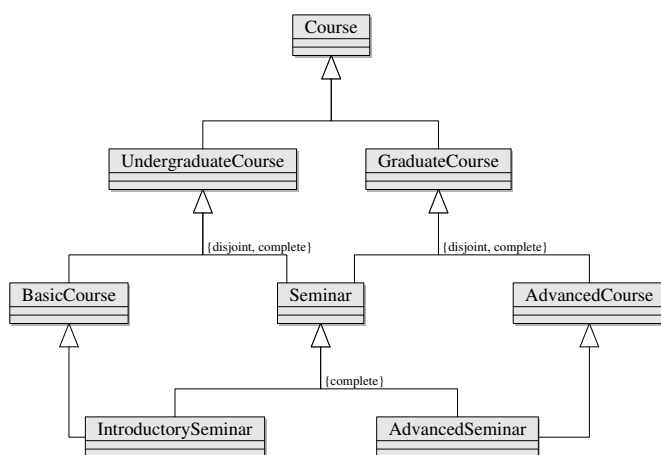 Course
UndergraduateCourse
GraduateCourse
{disjoint, complete}
{disjoint, complete}
BasicCourse
Seminar
AdvancedCourse
{complete}
IntroductorySeminar
AdvancedSeminar